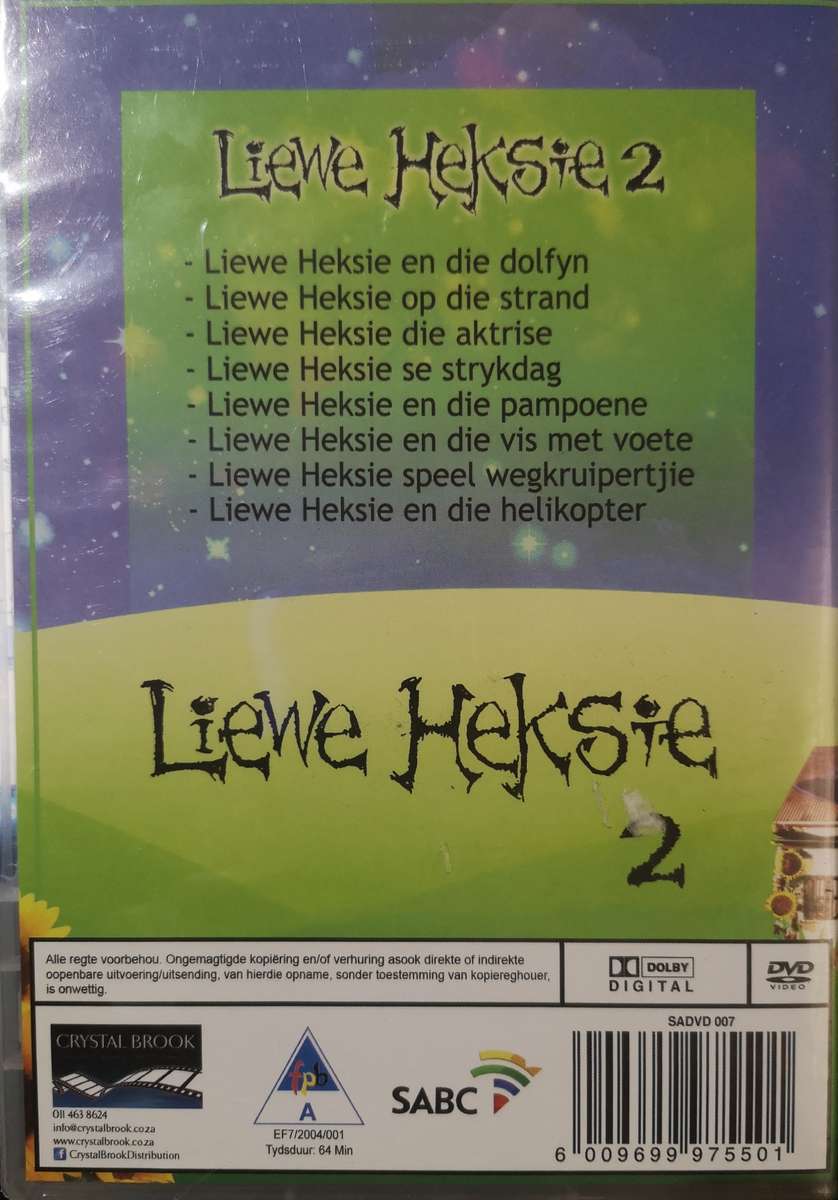 Liewe Heksie 2
- Liewe Heksie en die dolfyn
- Liewe Heksie op die strand
- Liewe Heksie die aktrise
- Liewe Heksie se strykdag
- Liewe Heksie en die pampoene
- Liewe Heksie en die vis met voete
- Liewe Heksie speel wegkruipertjie
- Liewe Heksie en die helikopter
Liewe Heksie
2
Alle regte voorbehou. Ongemagtigde kopiëring en/of verhuring asook direkte of indirekte
oopenbare uitvoering/uitsending, van hierdie opname, sonder toestemming van kopiereghouer,
is onwettig.
DOLBY
DIGITAL
DVD
VIDEO
CRYSTAL BROOK
011 463 8624
info@crystalbrook.co.za
www.crystalbrook.co.za
f CrystalBrookDistribution
fpb
A
EF7/2004/001
Tydsduur: 64 Min
SABC
SADVD 007
6 009699 975501